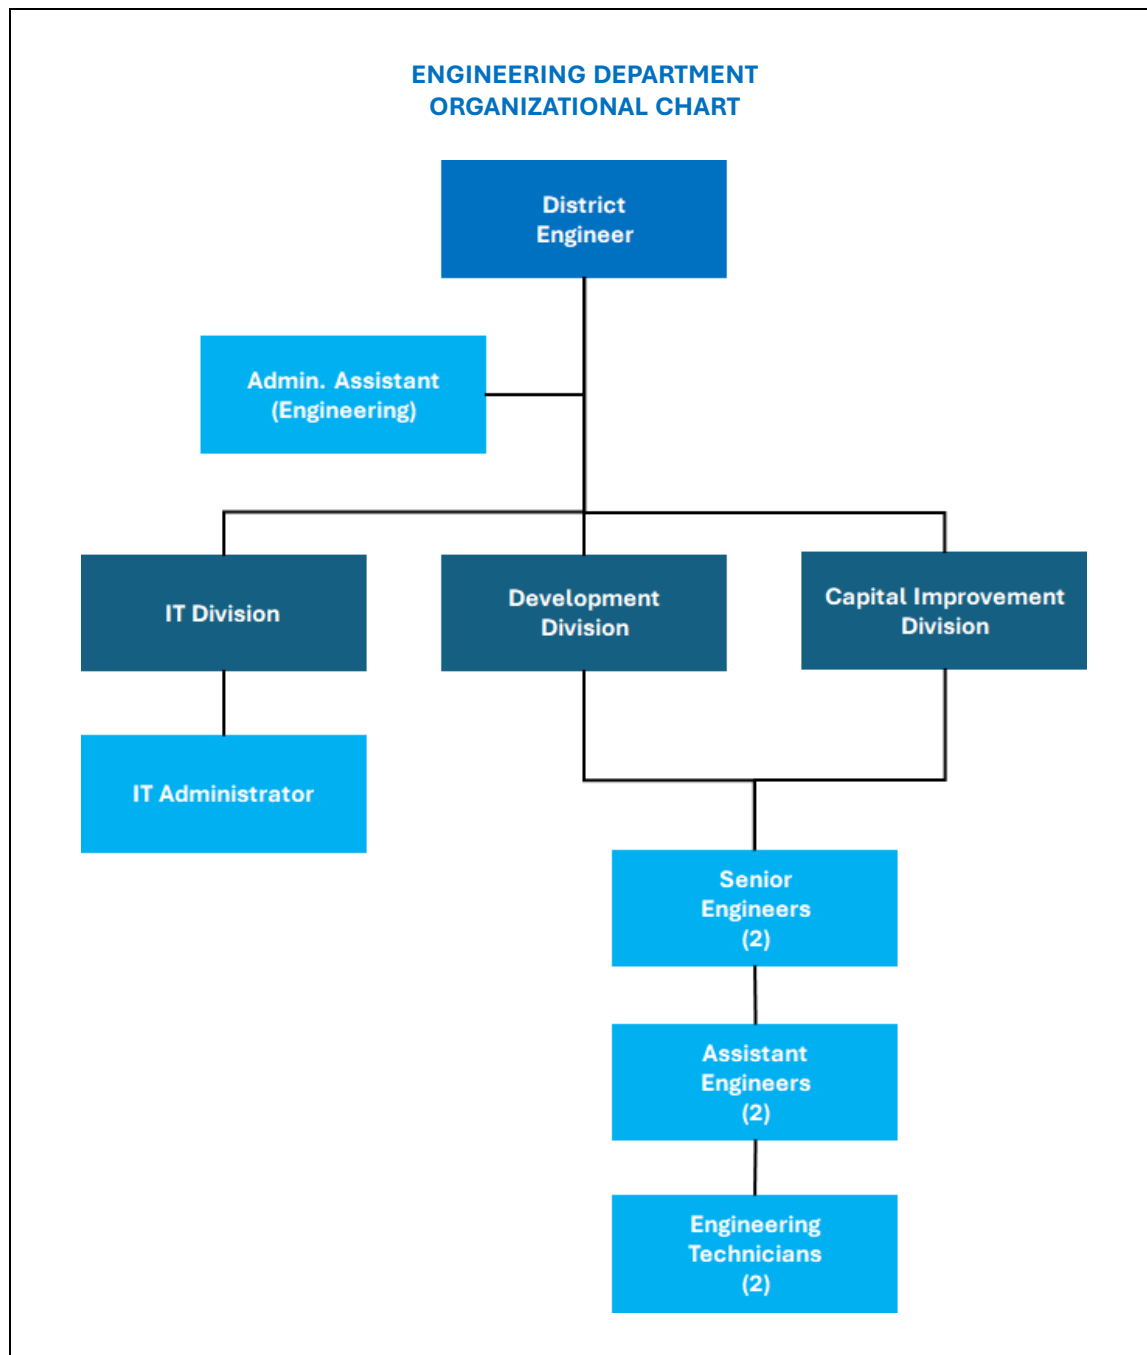 ENGINEERING DEPARTMENT
ORGANIZATIONAL CHART
District
Engineer
Admin. Assistant
(Engineering)
IT Division
Development
Division
Capital Improvement
Division
IT Administrator
Senior
Engineers
(2)
Assistant
Engineers
(2)
Engineering
Technicians
(2)